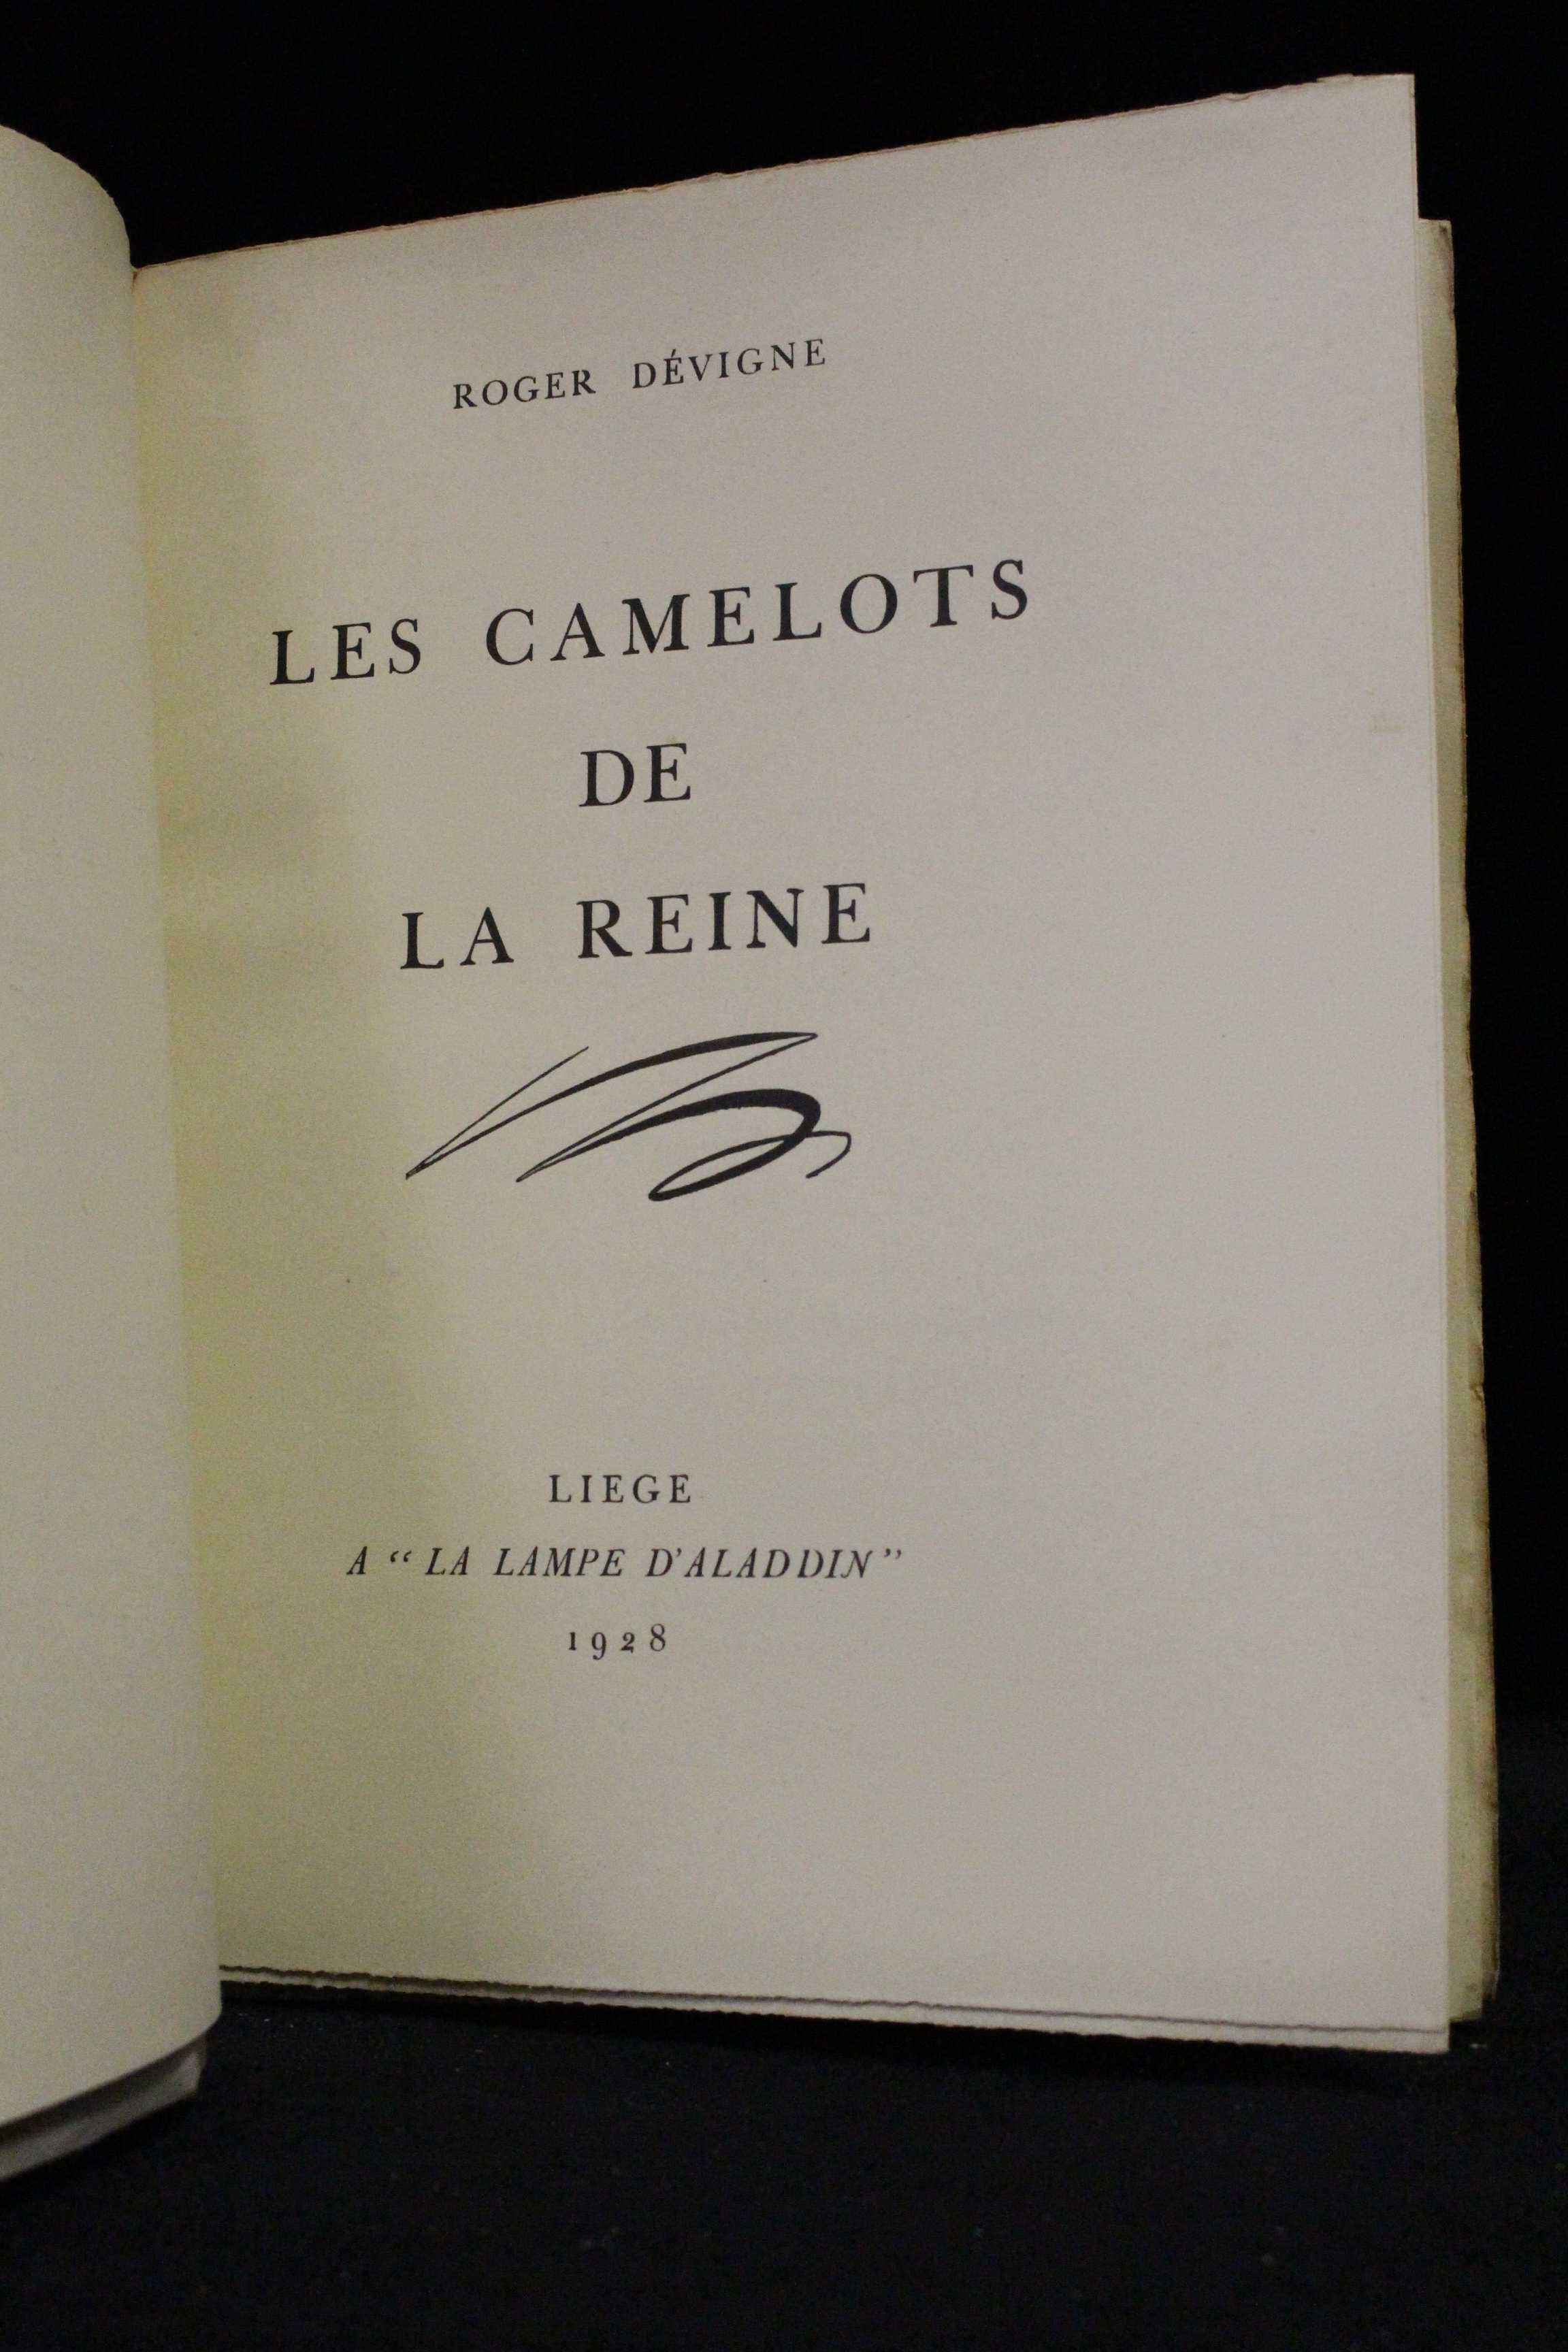 ROGER DÉVIGNE
LES CAMELOTS
DE
LA REINE
LIEGE
A “ LA LAMPE D'ALADDIN ”
1928